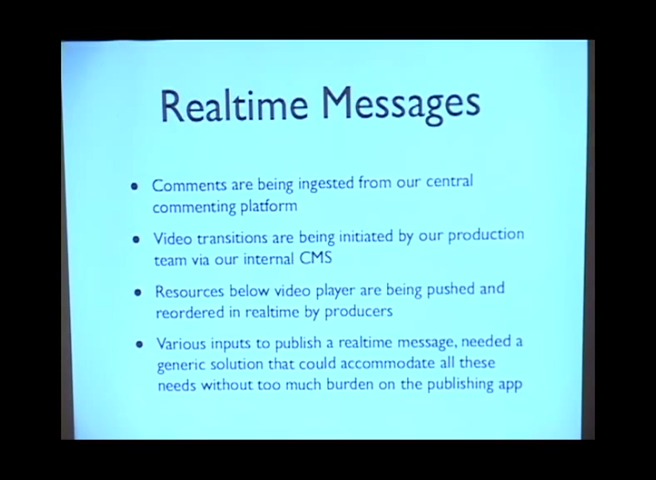 Realtime Messages
• Comments are being ingested from our central
commenting platform
• Video transitions are being initiated by our production
team via our internal CMS
• Resources below video player are being pushed and
reordered in realtime by producers
• Various inputs to publish a realtime message, needed a
generic solution that could accommodate all these
needs without too much burden on the publishing app